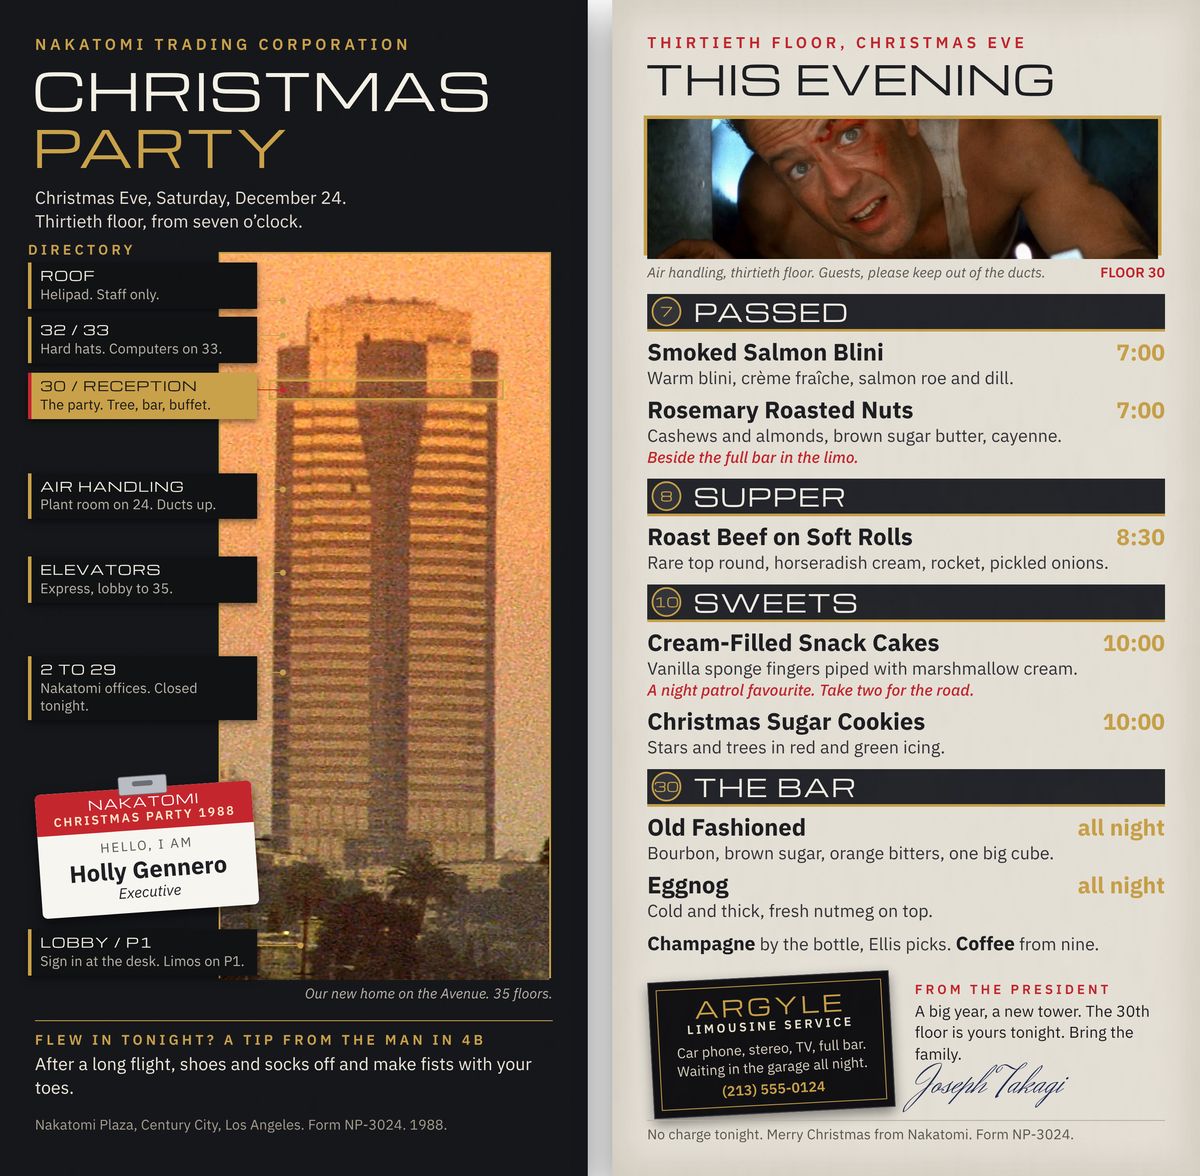 NAKATOMI TRADING CORPORATION
CHRISTMAS
PARTY
Christmas Eve, Saturday, December 24.
Thirtieth floor, from seven o’clock.
DIRECTORY
ROOF
Helipad. Staff only.
32 / 33
Hard hats. Computers on 33.
30 / RECEPTION
The party. Tree, bar, buffet.
AIR HANDLING
Plant room on 24. Ducts up.
ELEVATORS
Express, lobby to 35.
2 TO 29
Nakatomi offices. Closed
tonight.
NAKATOMI
CHRISTMAS PARTY 1988
HELLO, I AM
Holly Gennero
Executive
LOBBY / P1
Sign in at the desk. Limos on P1.
Our new home on the Avenue. 35 floors.
FLEW IN TONIGHT? A TIP FROM THE MAN IN 4B
After a long flight, shoes and socks off and make fists with your
toes.
Nakatomi Plaza, Century City, Los Angeles. Form NP-3024. 1988.
THIRTIETH FLOOR, CHRISTMAS EVE
THIS EVENING
Air handling, thirtieth floor. Guests, please keep out of the ducts. FLOOR 30
7 PASSED
Smoked Salmon Blini 7:00
Warm blini, crème fraîche, salmon roe and dill.
Rosemary Roasted Nuts 7:00
Cashews and almonds, brown sugar butter, cayenne.
Beside the full bar in the limo.
8 SUPPER
Roast Beef on Soft Rolls 8:30
Rare top round, horseradish cream, rocket, pickled onions.
10 SWEETS
Cream-Filled Snack Cakes 10:00
Vanilla sponge fingers piped with marshmallow cream.
A night patrol favourite. Take two for the road.
Christmas Sugar Cookies 10:00
Stars and trees in red and green icing.
30 THE BAR
Old Fashioned all night
Bourbon, brown sugar, orange bitters, one big cube.
Eggnog all night
Cold and thick, fresh nutmeg on top.
Champagne by the bottle, Ellis picks. Coffee from nine.
ARGYLE
LIMOUSINE SERVICE
Car phone, stereo, TV, full bar.
Waiting in the garage all night.
(213) 555-0124
FROM THE PRESIDENT
A big year, a new tower. The 30th
floor is yours tonight. Bring the
family.
Joseph Takagi
No charge tonight. Merry Christmas from Nakatomi. Form NP-3024.